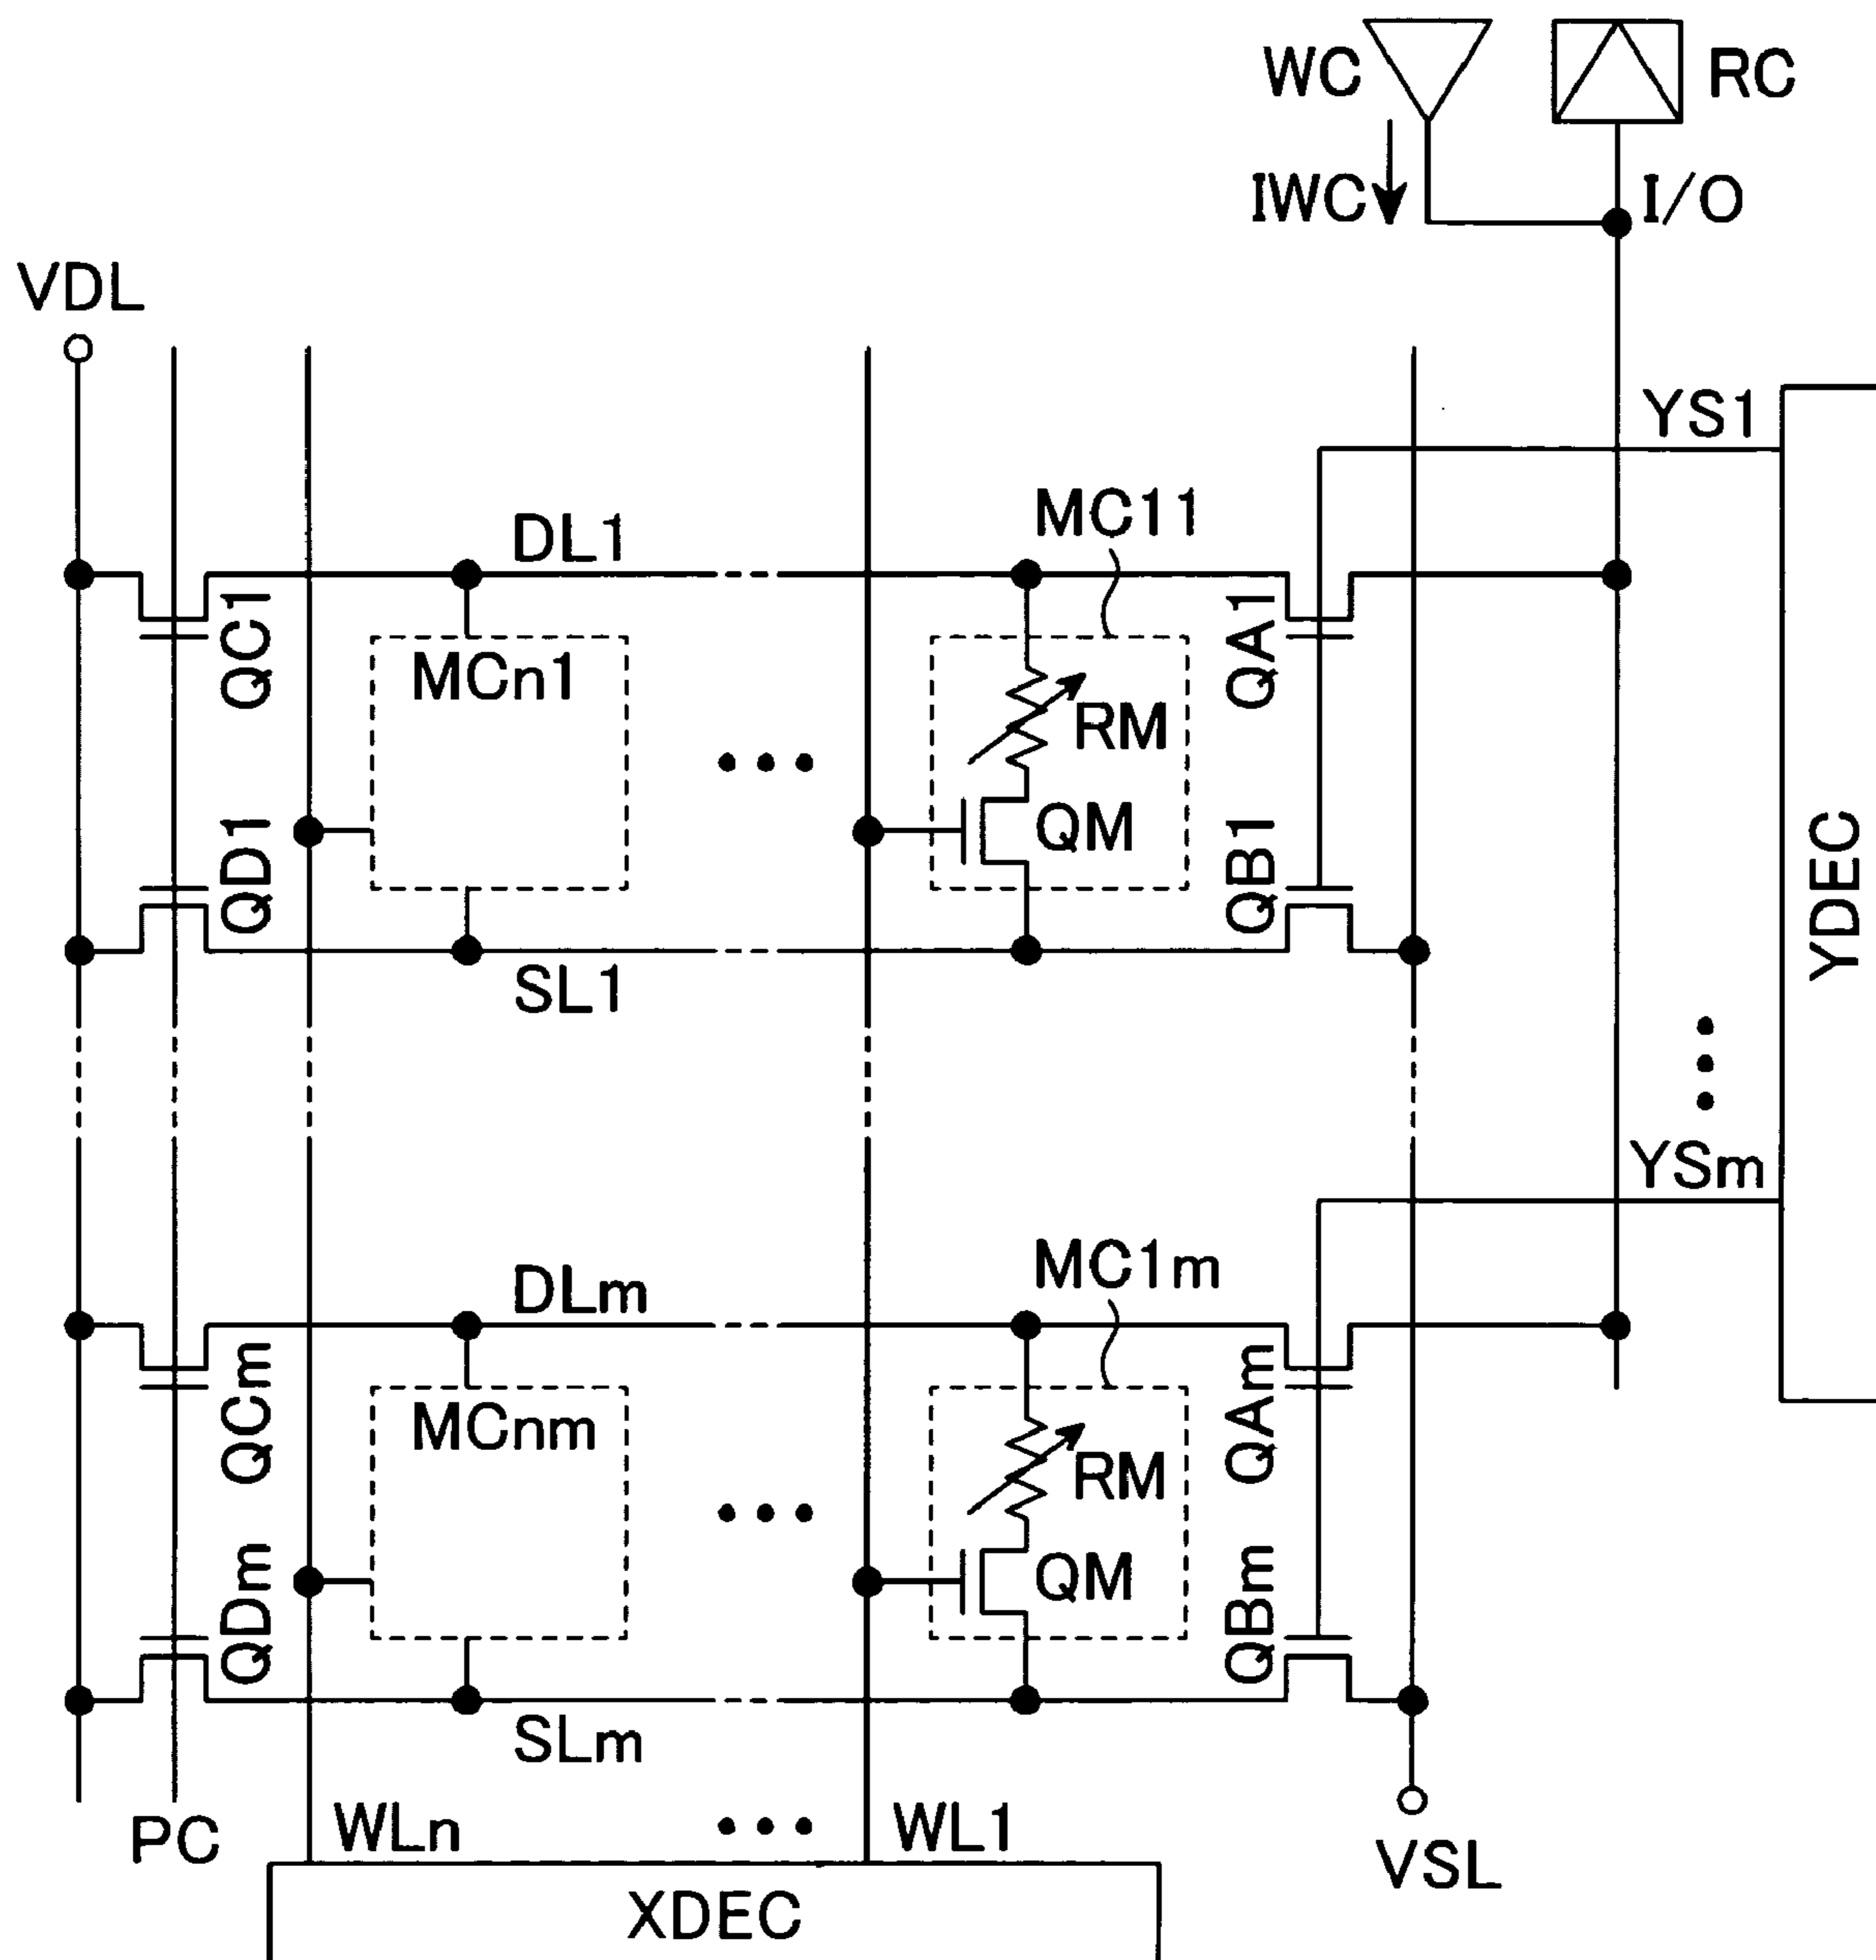 WC
RC
IWC
I/O
VDL
YS1
DL1
MC11
QC1
MCn1
QA1
RM
QD1
QM
QB1
YDEC
SL1
YSm
DLm
MC1m
QCm
MCnm
QAm
RM
QDm
QM
QBm
SLm
PC
WLn
WL1
VSL
XDEC